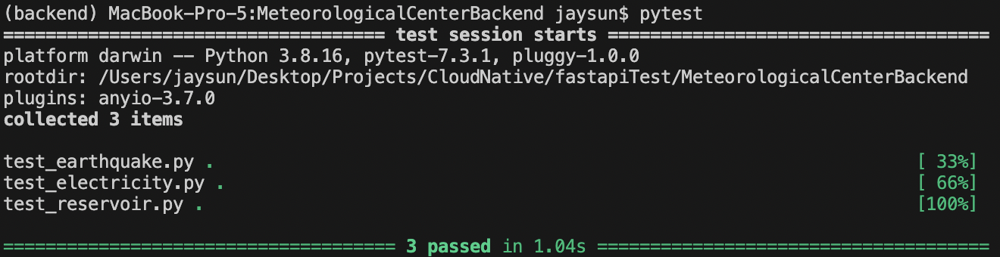 (backend) MacBook-Pro-5:MeteorologicalCenterBackend jaysun$ pytest
==================================== test session starts ====================================
platform darwin -- Python 3.8.16, pytest-7.3.1, pluggy-1.0.0
rootdir: /Users/jaysun/Desktop/Projects/CloudNative/fastapiTest/MeteorologicalCenterBackend
plugins: anyio-3.7.0
collected 3 items
test_earthquake.py . [ 33%]
test_electricity.py . [ 66%]
test_reservoir.py . [100%]
===================================== 3 passed in 1.04s =====================================